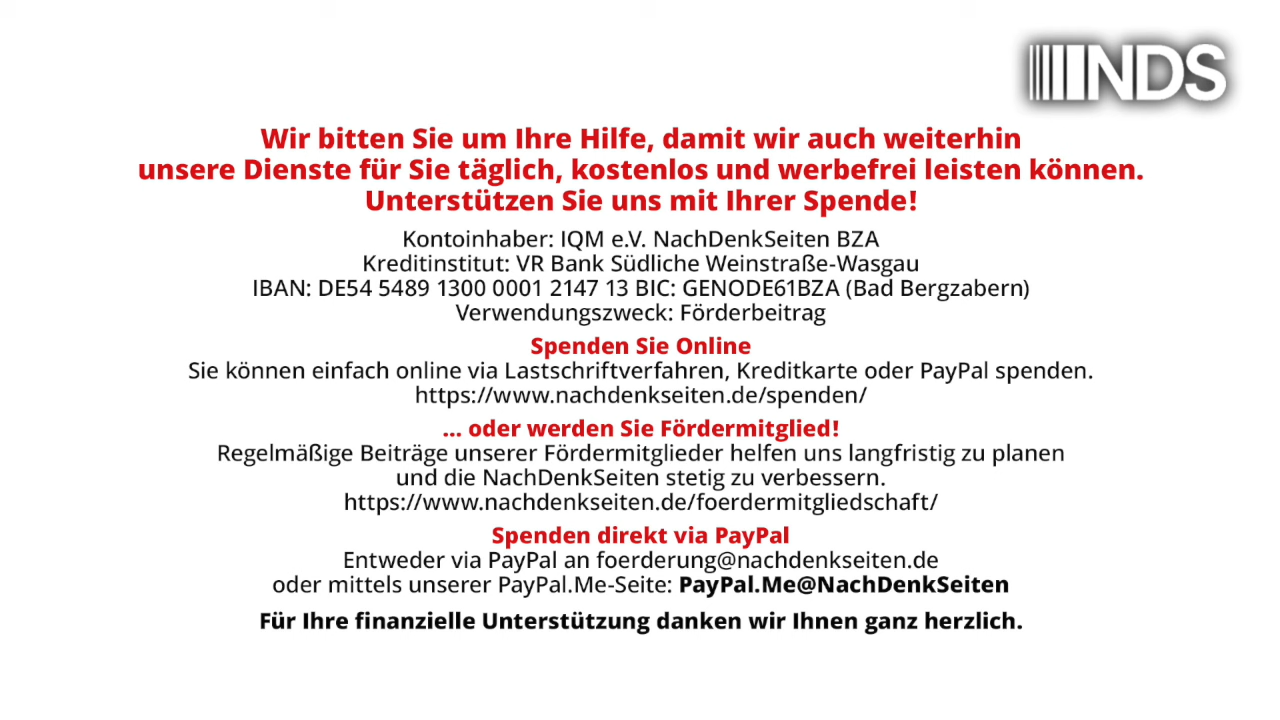 NDS
Wir bitten Sie um Ihre Hilfe, damit wir auch weiterhin
unsere Dienste für Sie täglich, kostenlos und werbefrei leisten können.
Unterstützen Sie uns mit Ihrer Spende!
Kontoinhaber: IQM e.V. NachDenkSeiten BZA
Kreditinstitut: VR Bank Südliche Weinstraße-Wasgau
IBAN: DE54 5489 1300 0001 2147 13 BIC: GENODE61BZA (Bad Bergzabern)
Verwendungszweck: Förderbeitrag
Spenden Sie Online
Sie können einfach online via Lastschriftverfahren, Kreditkarte oder PayPal spenden.
https://www.nachdenkseiten.de/spenden/
... oder werden Sie Fördermitglied!
Regelmäßige Beiträge unserer Fördermitglieder helfen uns langfristig zu planen
und die NachDenkSeiten stetig zu verbessern.
https://www.nachdenkseiten.de/foerdermitgliedschaft/
Spenden direkt via PayPal
Entweder via PayPal an foerderung@nachdenkseiten.de
oder mittels unserer PayPal.Me-Seite: PayPal.Me@NachDenkSeiten
Für Ihre finanzielle Unterstützung danken wir Ihnen ganz herzlich.